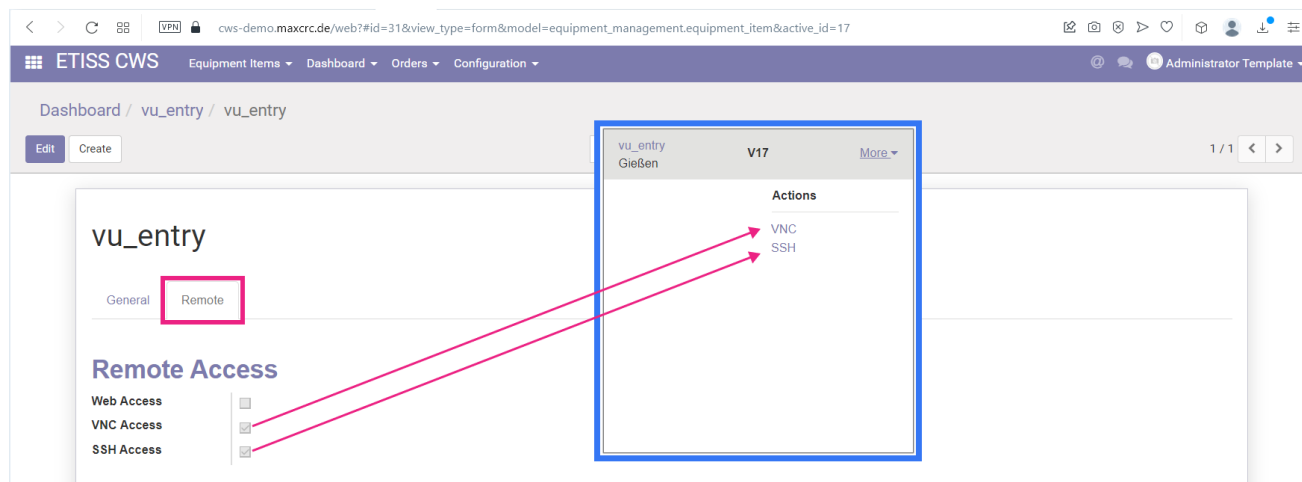 VPN cws-demo.maxcrc.de/web?#id=31&view_type=form&model=equipment_management.equipment_item&active_id=17
ETISS CWS Equipment Items Dashboard Orders Configuration @ Administrator Template
Dashboard / vu_entry / vu_entry
Edit Create 1 / 1
vu_entry
Gießen
V17
More
Actions
VNC
SSH
vu_entry
General Remote
Remote Access
Web Access
VNC Access
SSH Access